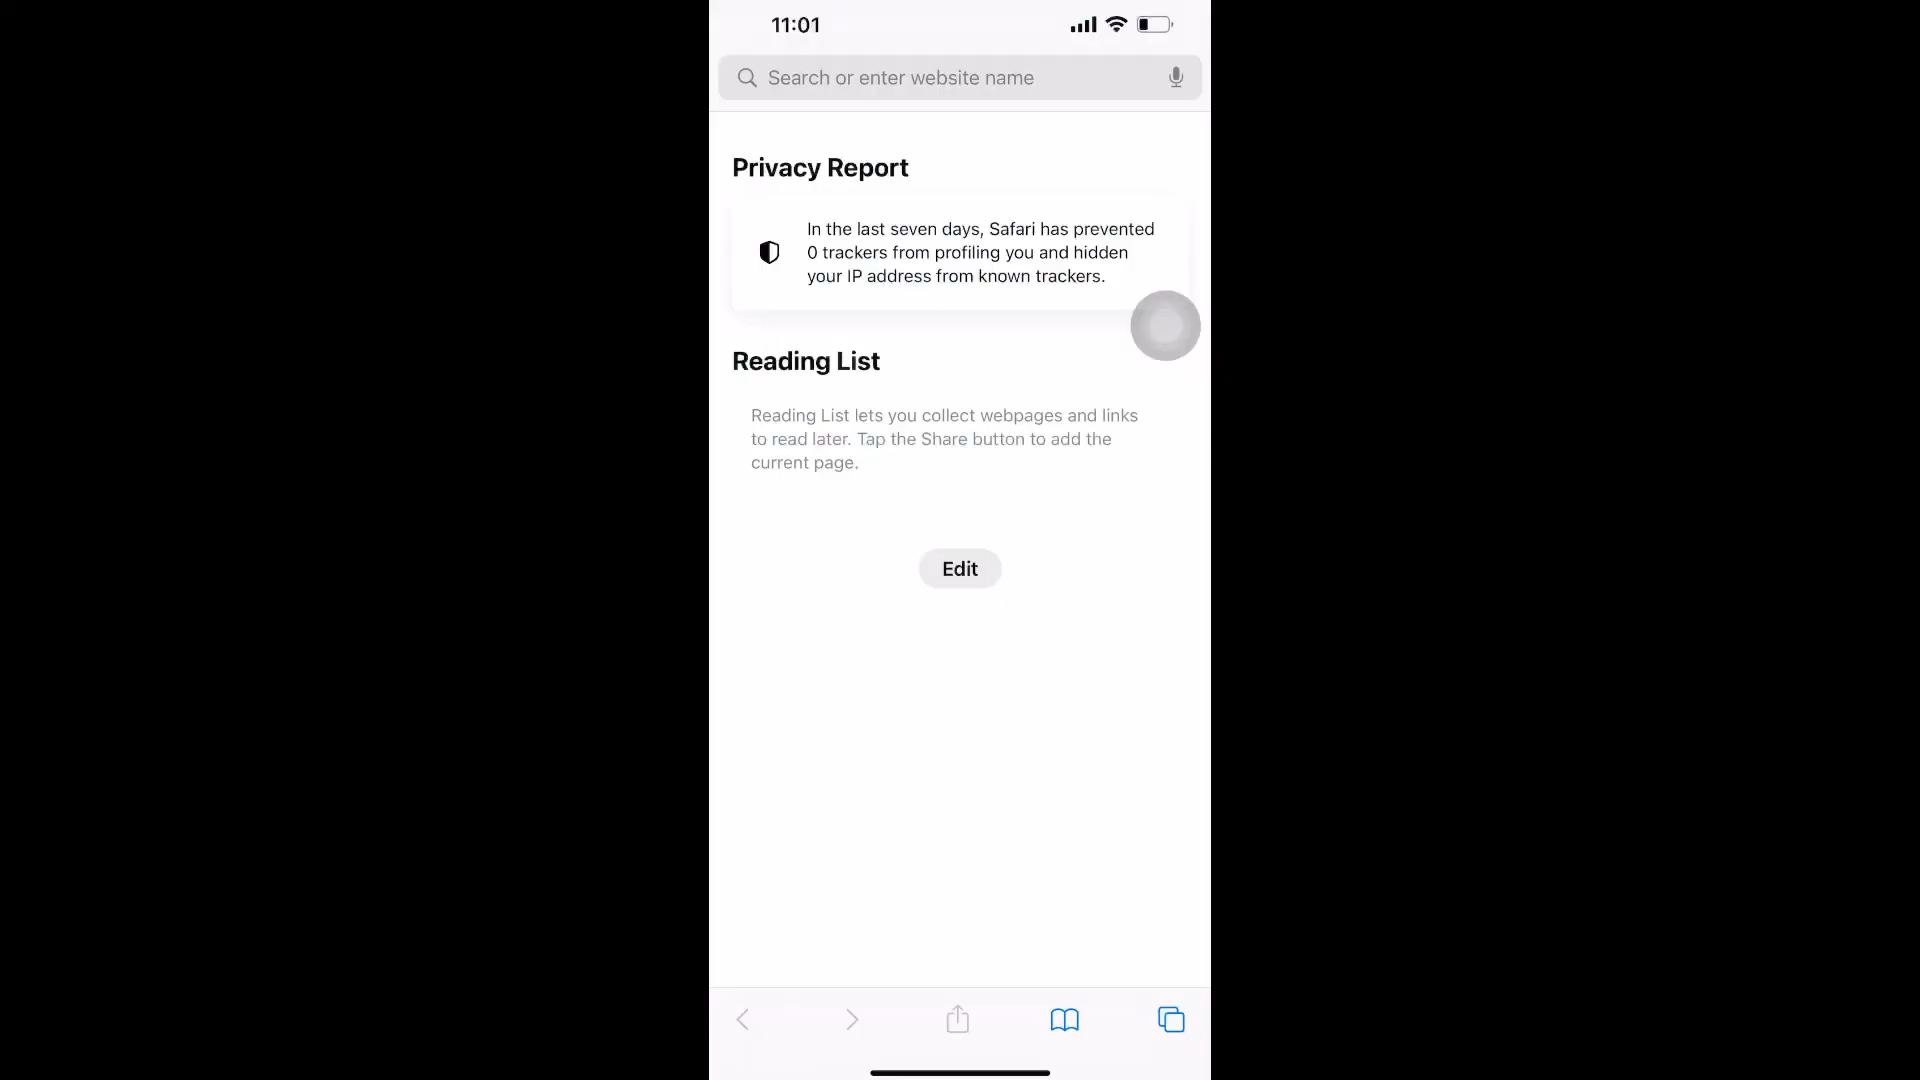 11:01
Search or enter website name
Privacy Report
In the last seven days, Safari has prevented
0 trackers from profiling you and hidden
your IP address from known trackers.
Reading List
Reading List lets you collect webpages and links
to read later. Tap the Share button to add the
current page.
Edit